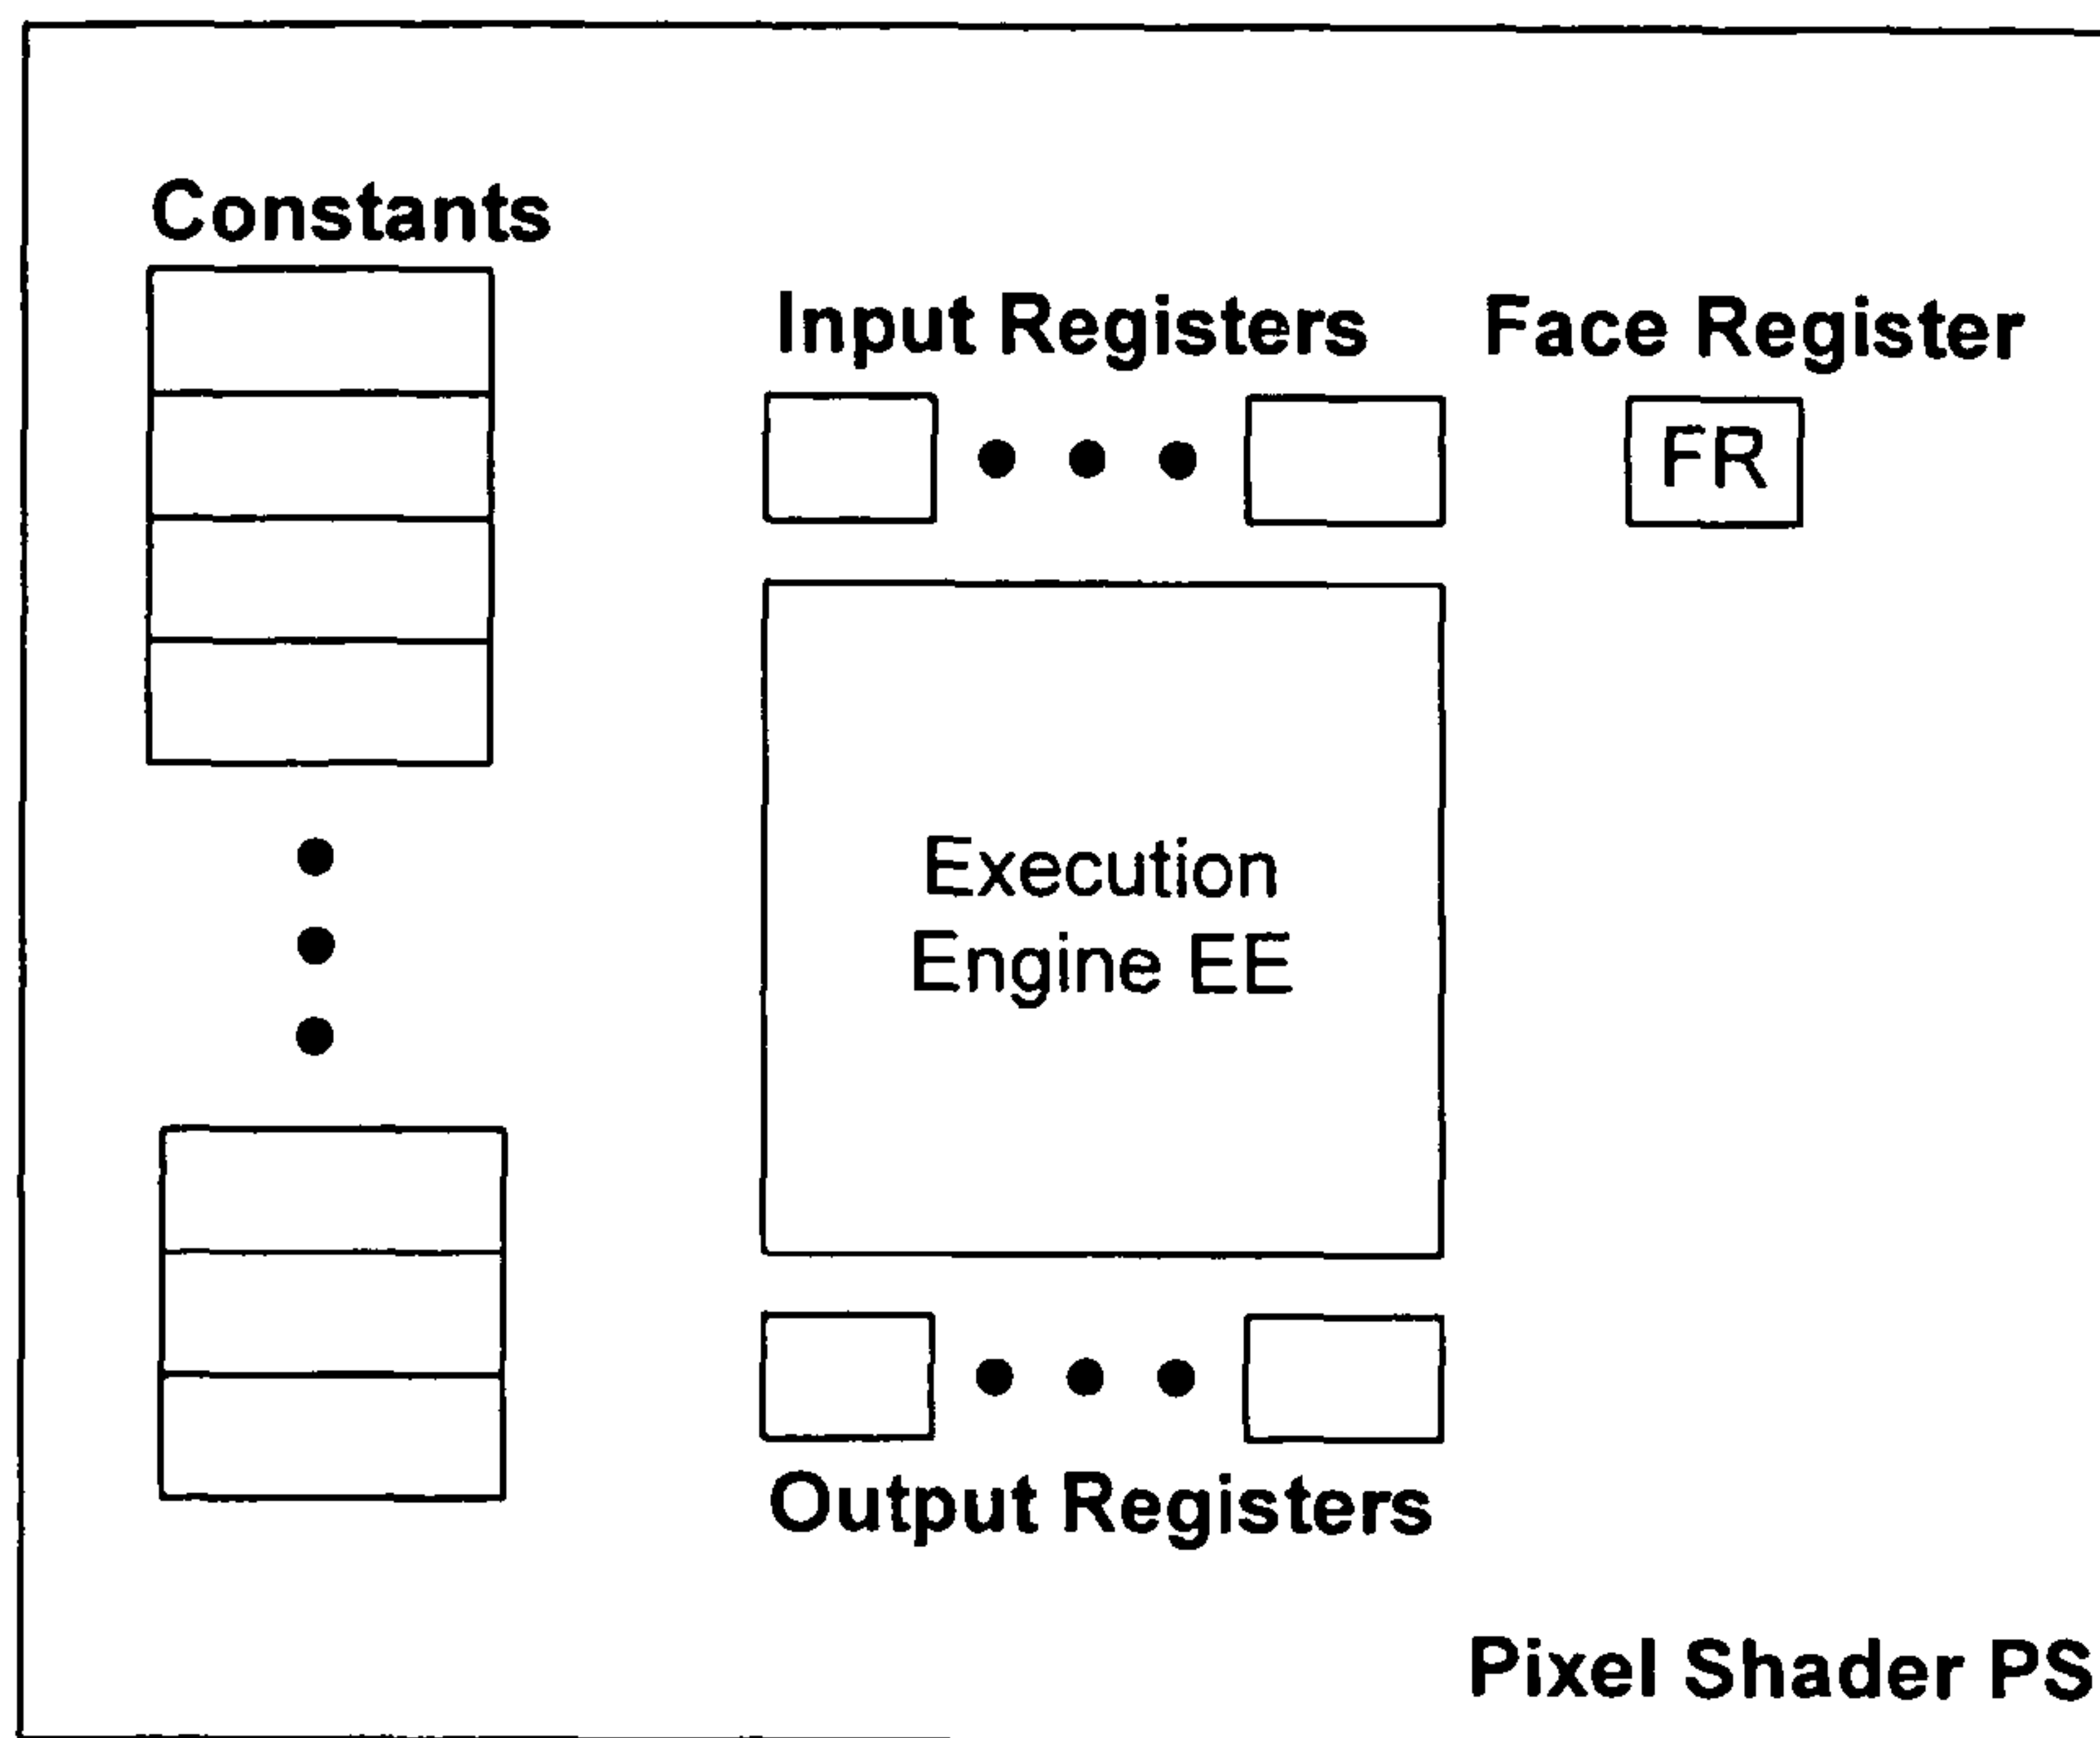 Constants
Input Registers
Face Register
FR
Execution
Engine EE
Output Registers
Pixel Shader PS